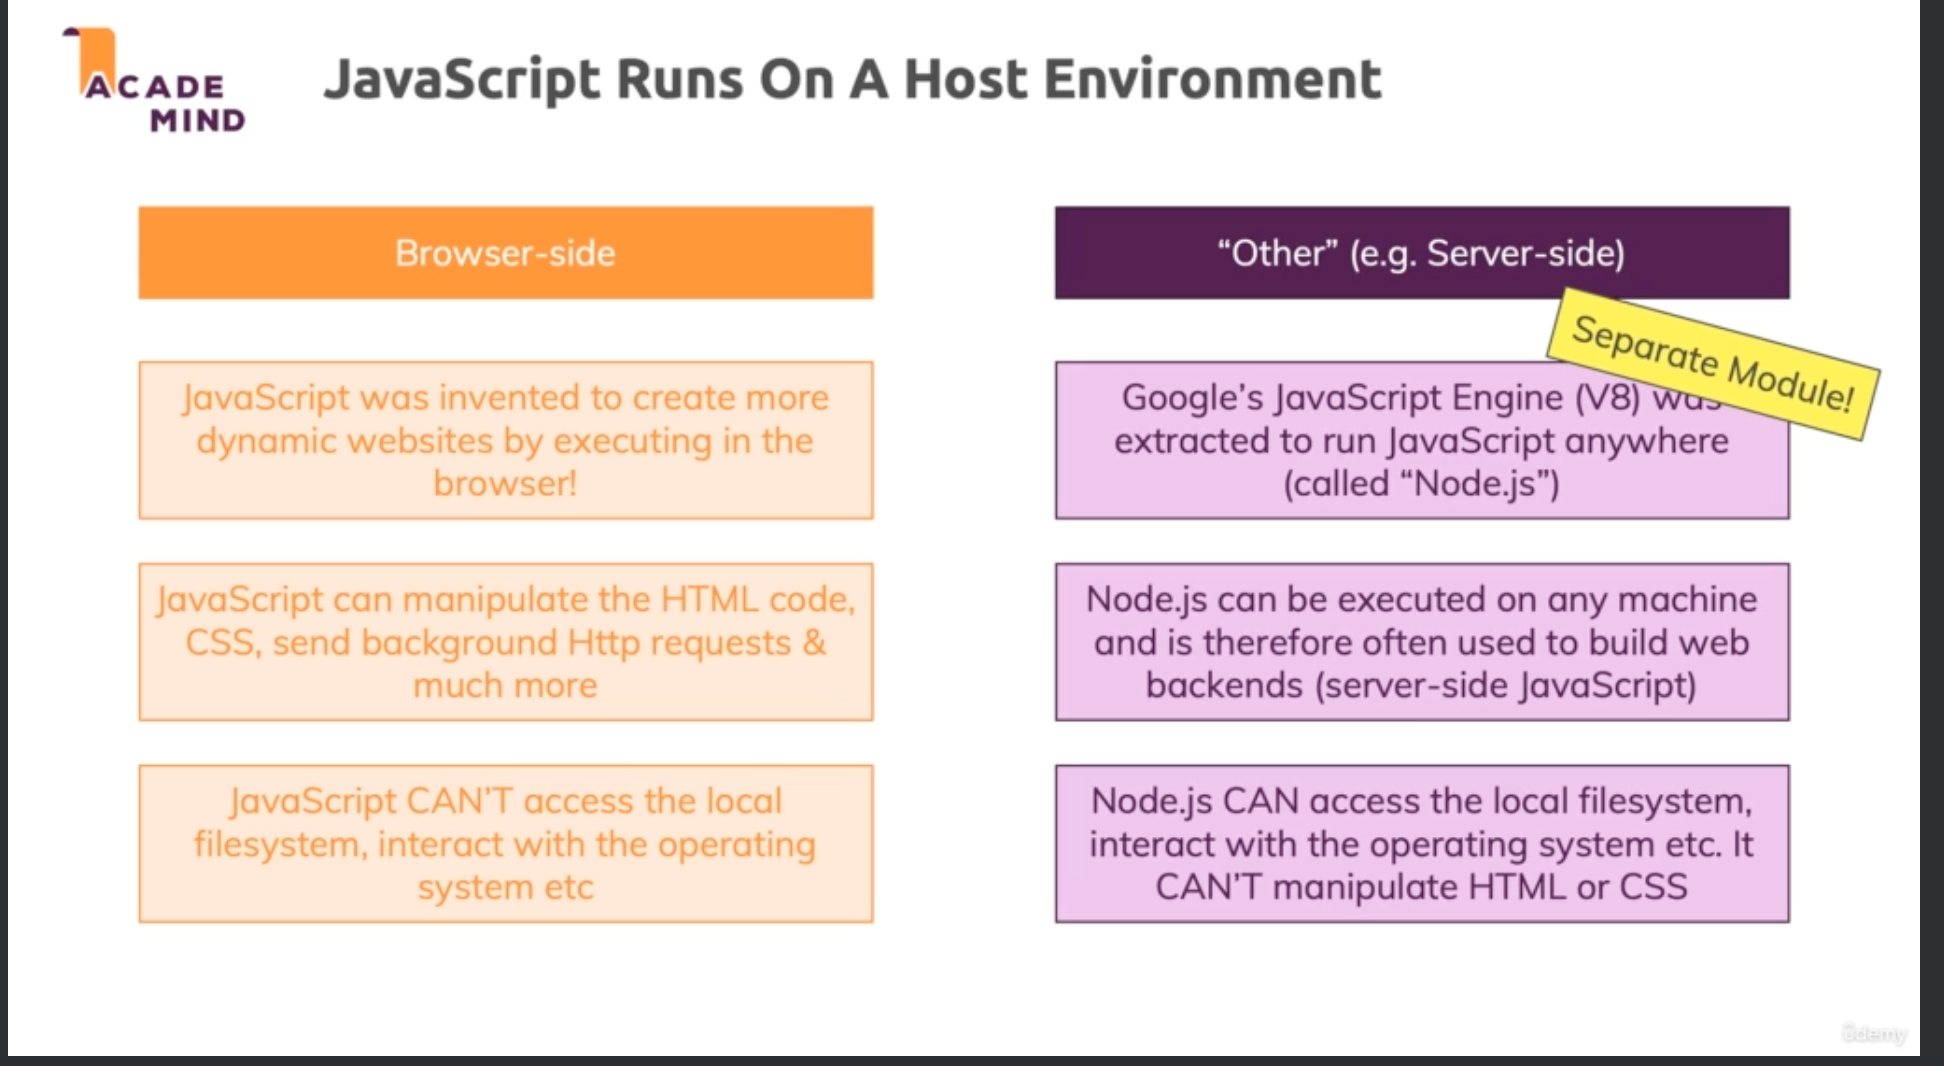 ACADE
MIND
JavaScript Runs On A Host Environment
Browser-side
JavaScript was invented to create more
dynamic websites by executing in the
browser!
JavaScript can manipulate the HTML code,
CSS, send background Http requests &
much more
JavaScript CAN’T access the local
filesystem, interact with the operating
system etc
“Other” (e.g. Server-side)
Separate Module!
Google’s JavaScript Engine (V8) was
extracted to run JavaScript anywhere
(called “Node.js”)
Node.js can be executed on any machine
and is therefore often used to build web
backends (server-side JavaScript)
Node.js CAN access the local filesystem,
interact with the operating system etc. It
CAN’T manipulate HTML or CSS
ûdemy